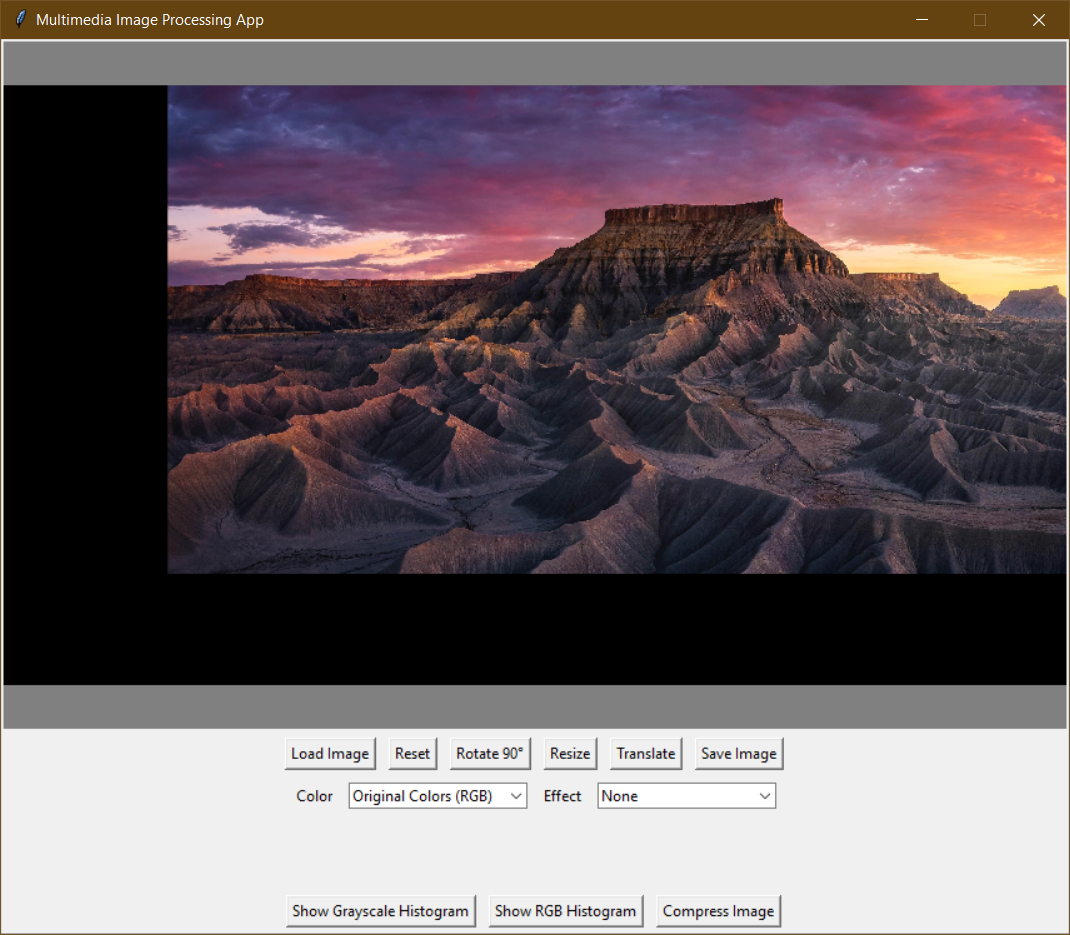 Multimedia Image Processing App
Load Image Reset Rotate 90° Resize Translate Save Image
Color Original Colors (RGB) Effect None
Show Grayscale Histogram Show RGB Histogram Compress Image